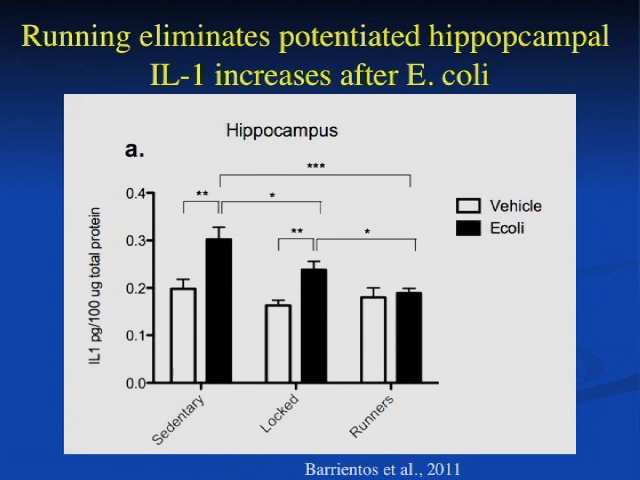 Running eliminates potentiated hippopcampal
IL-1 increases after E. coli
Hippocampus
a.
***
** *
** *
Vehicle
Ecoli
IL1 pg/100 ug total protein
0.4
0.3
0.2
0.1
0.0
Sedentary
Locked
Runners
Barrientos et al., 2011